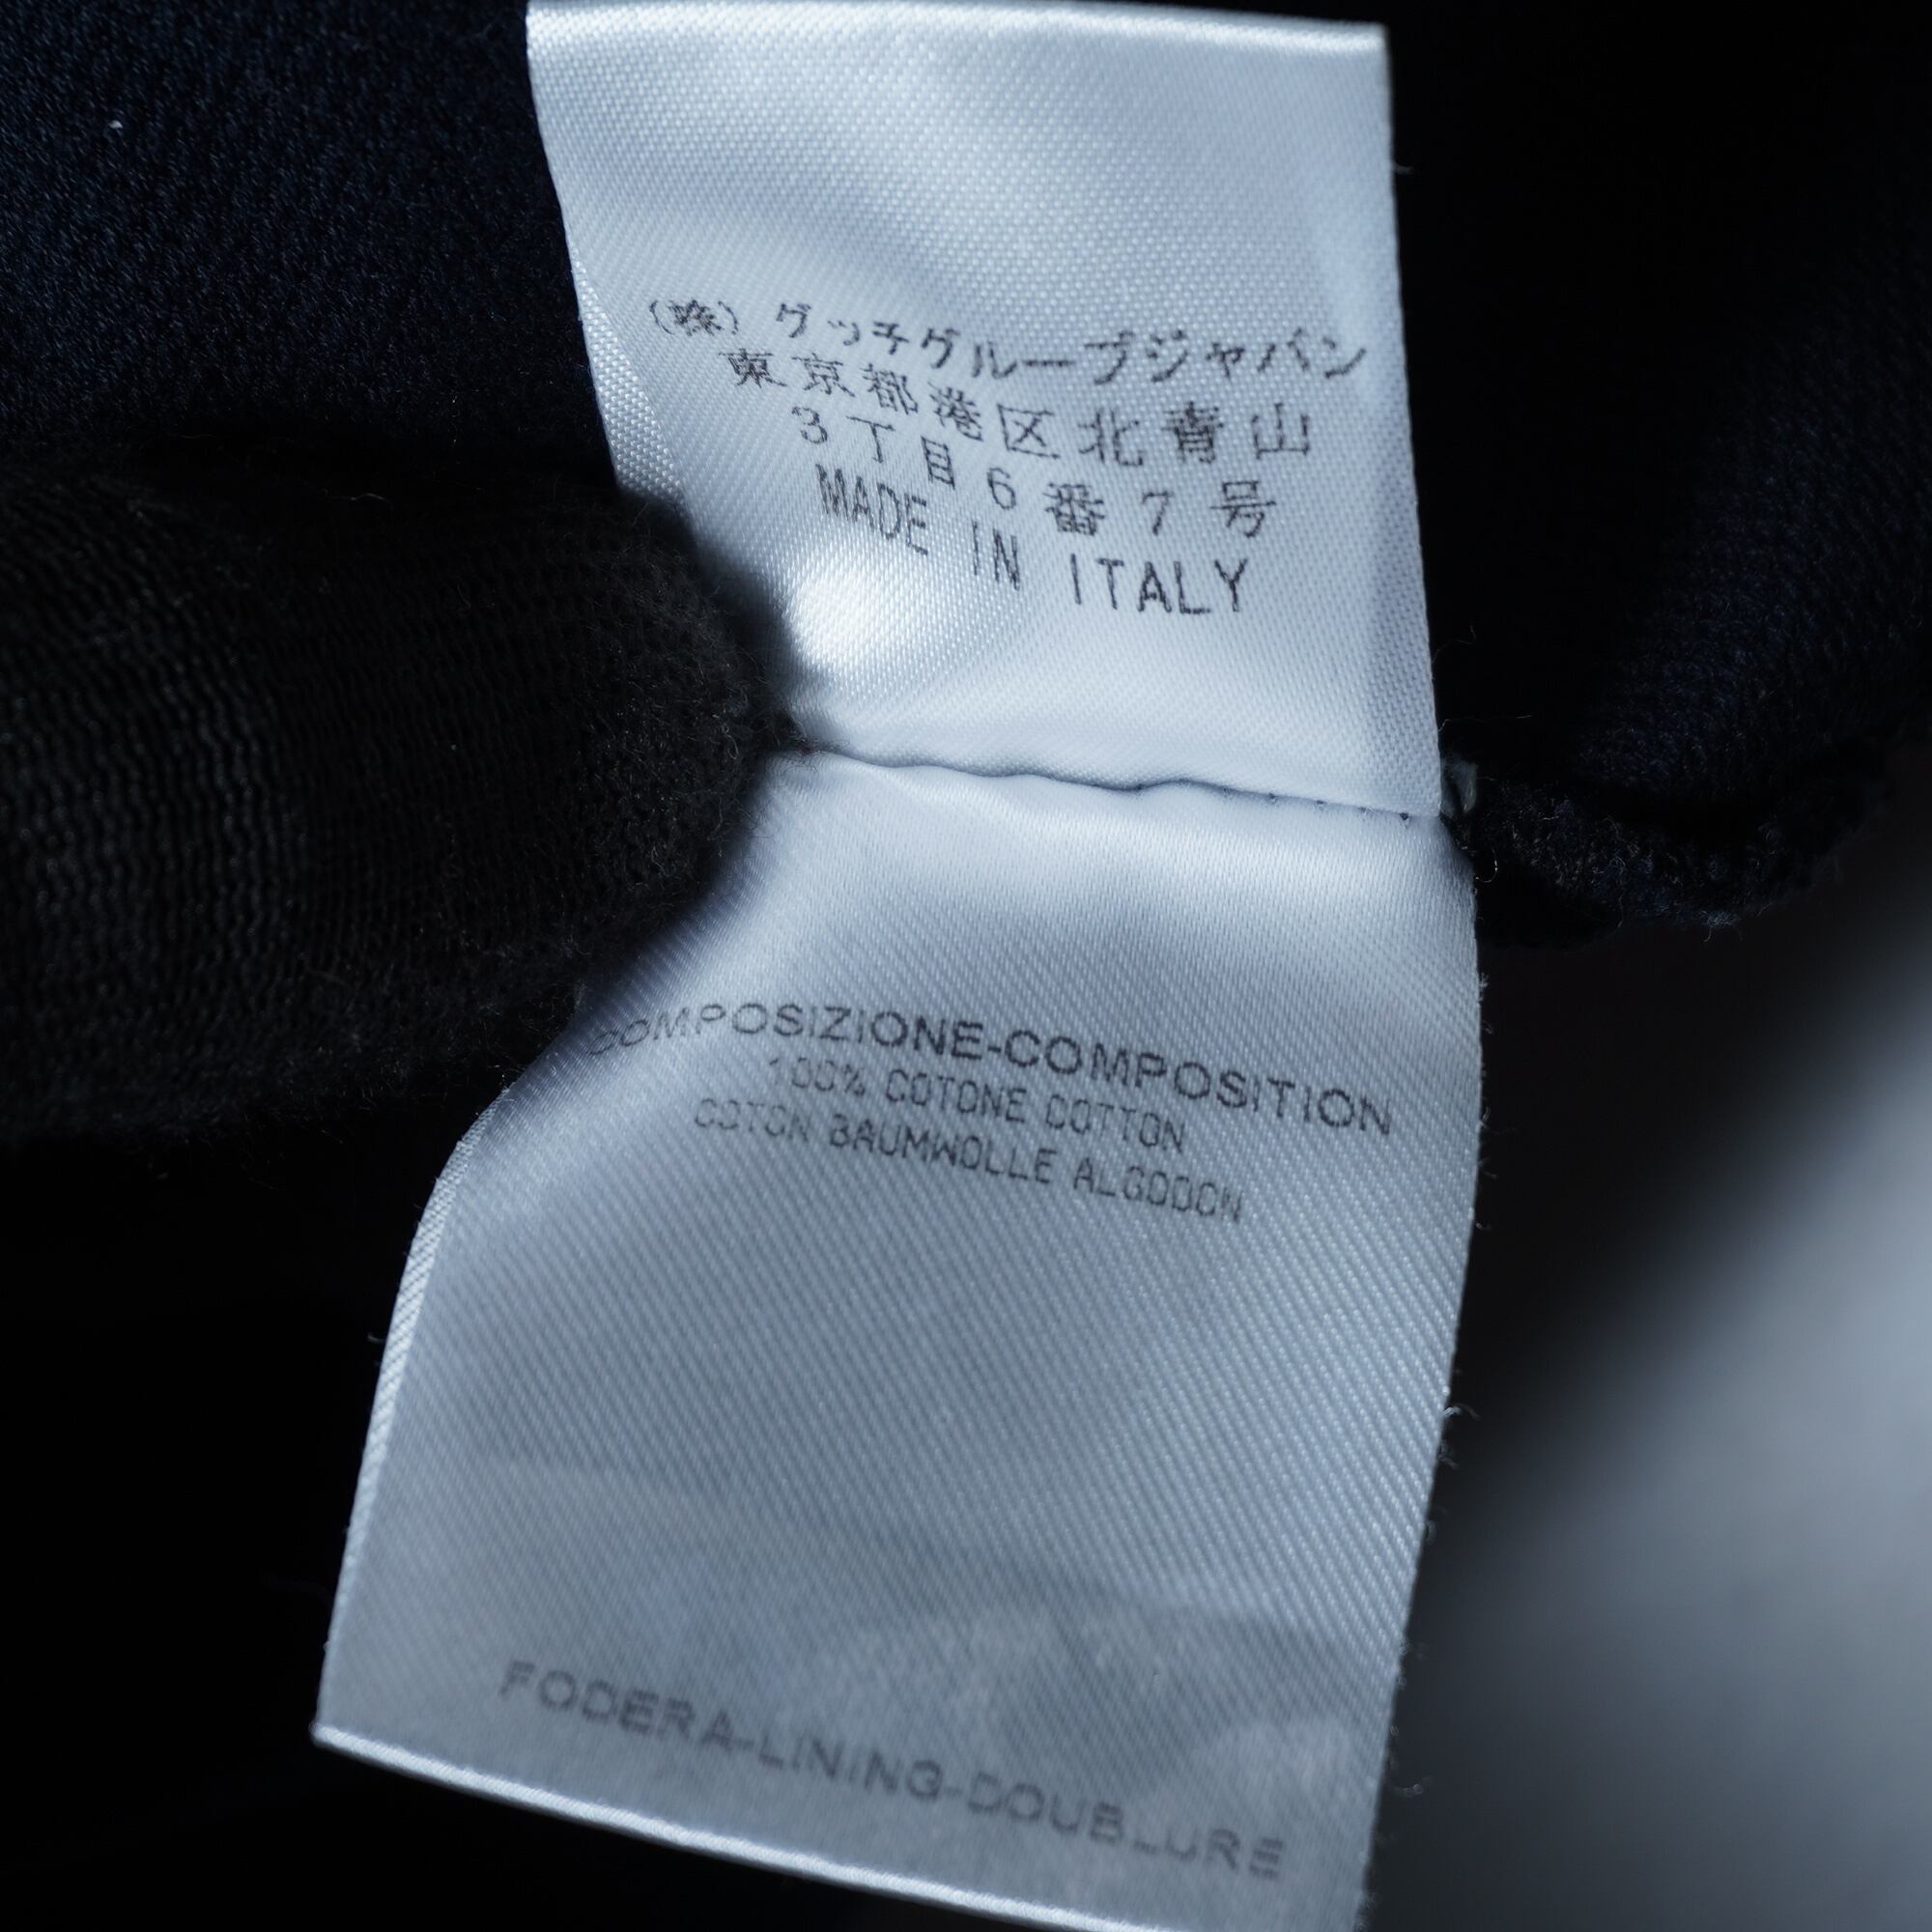 (株)グッチグループジャパン
東京都港区北青山
3丁目6番7号
MADE IN ITALY
COMPOSIZIONE-COMPOSITION
100% COTONE COTTON
COTON BAUMWOLLE ALGODON
FODERA-LINING-DOUBLURE